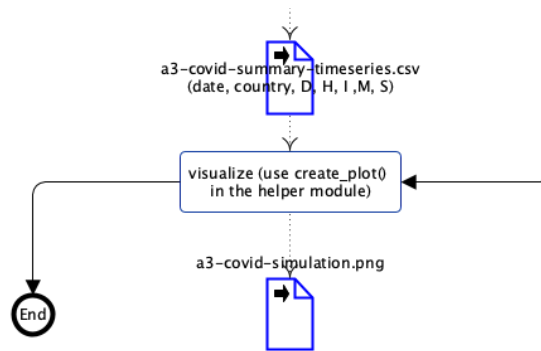 a3-covid-summary-timeseries.csv
(date, country, D, H, I ,M, S)
visualize (use create_plot()
in the helper module)
a3-covid-simulation.png
End